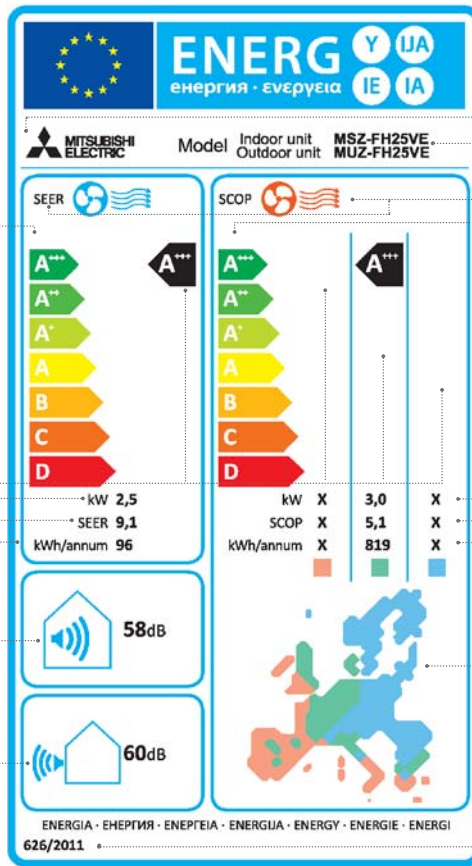 ENERG Y IJA
енергия · ενεργεια IE IA
MITSUBISHI ELECTRIC
Model Indoor unit MSZ-FH25VE
Outdoor unit MUZ-FH25VE
SEER
A+++ A+++
A++
A+
A
B
C
D
kW 2,5
SEER 9,1
kWh/annum 96
SCOP
A+++ A+++
A++
A+
A
B
C
D
kW X 3,0 X
SCOP X 5,1 X
kWh/annum X 819 X
58dB
60dB
ENERGIA · ЕНЕРГИЯ · ΕΝΕΡΓΕΙΑ · ENERGIJA · ENERGY · ENERGIE · ENERGI
626/2011